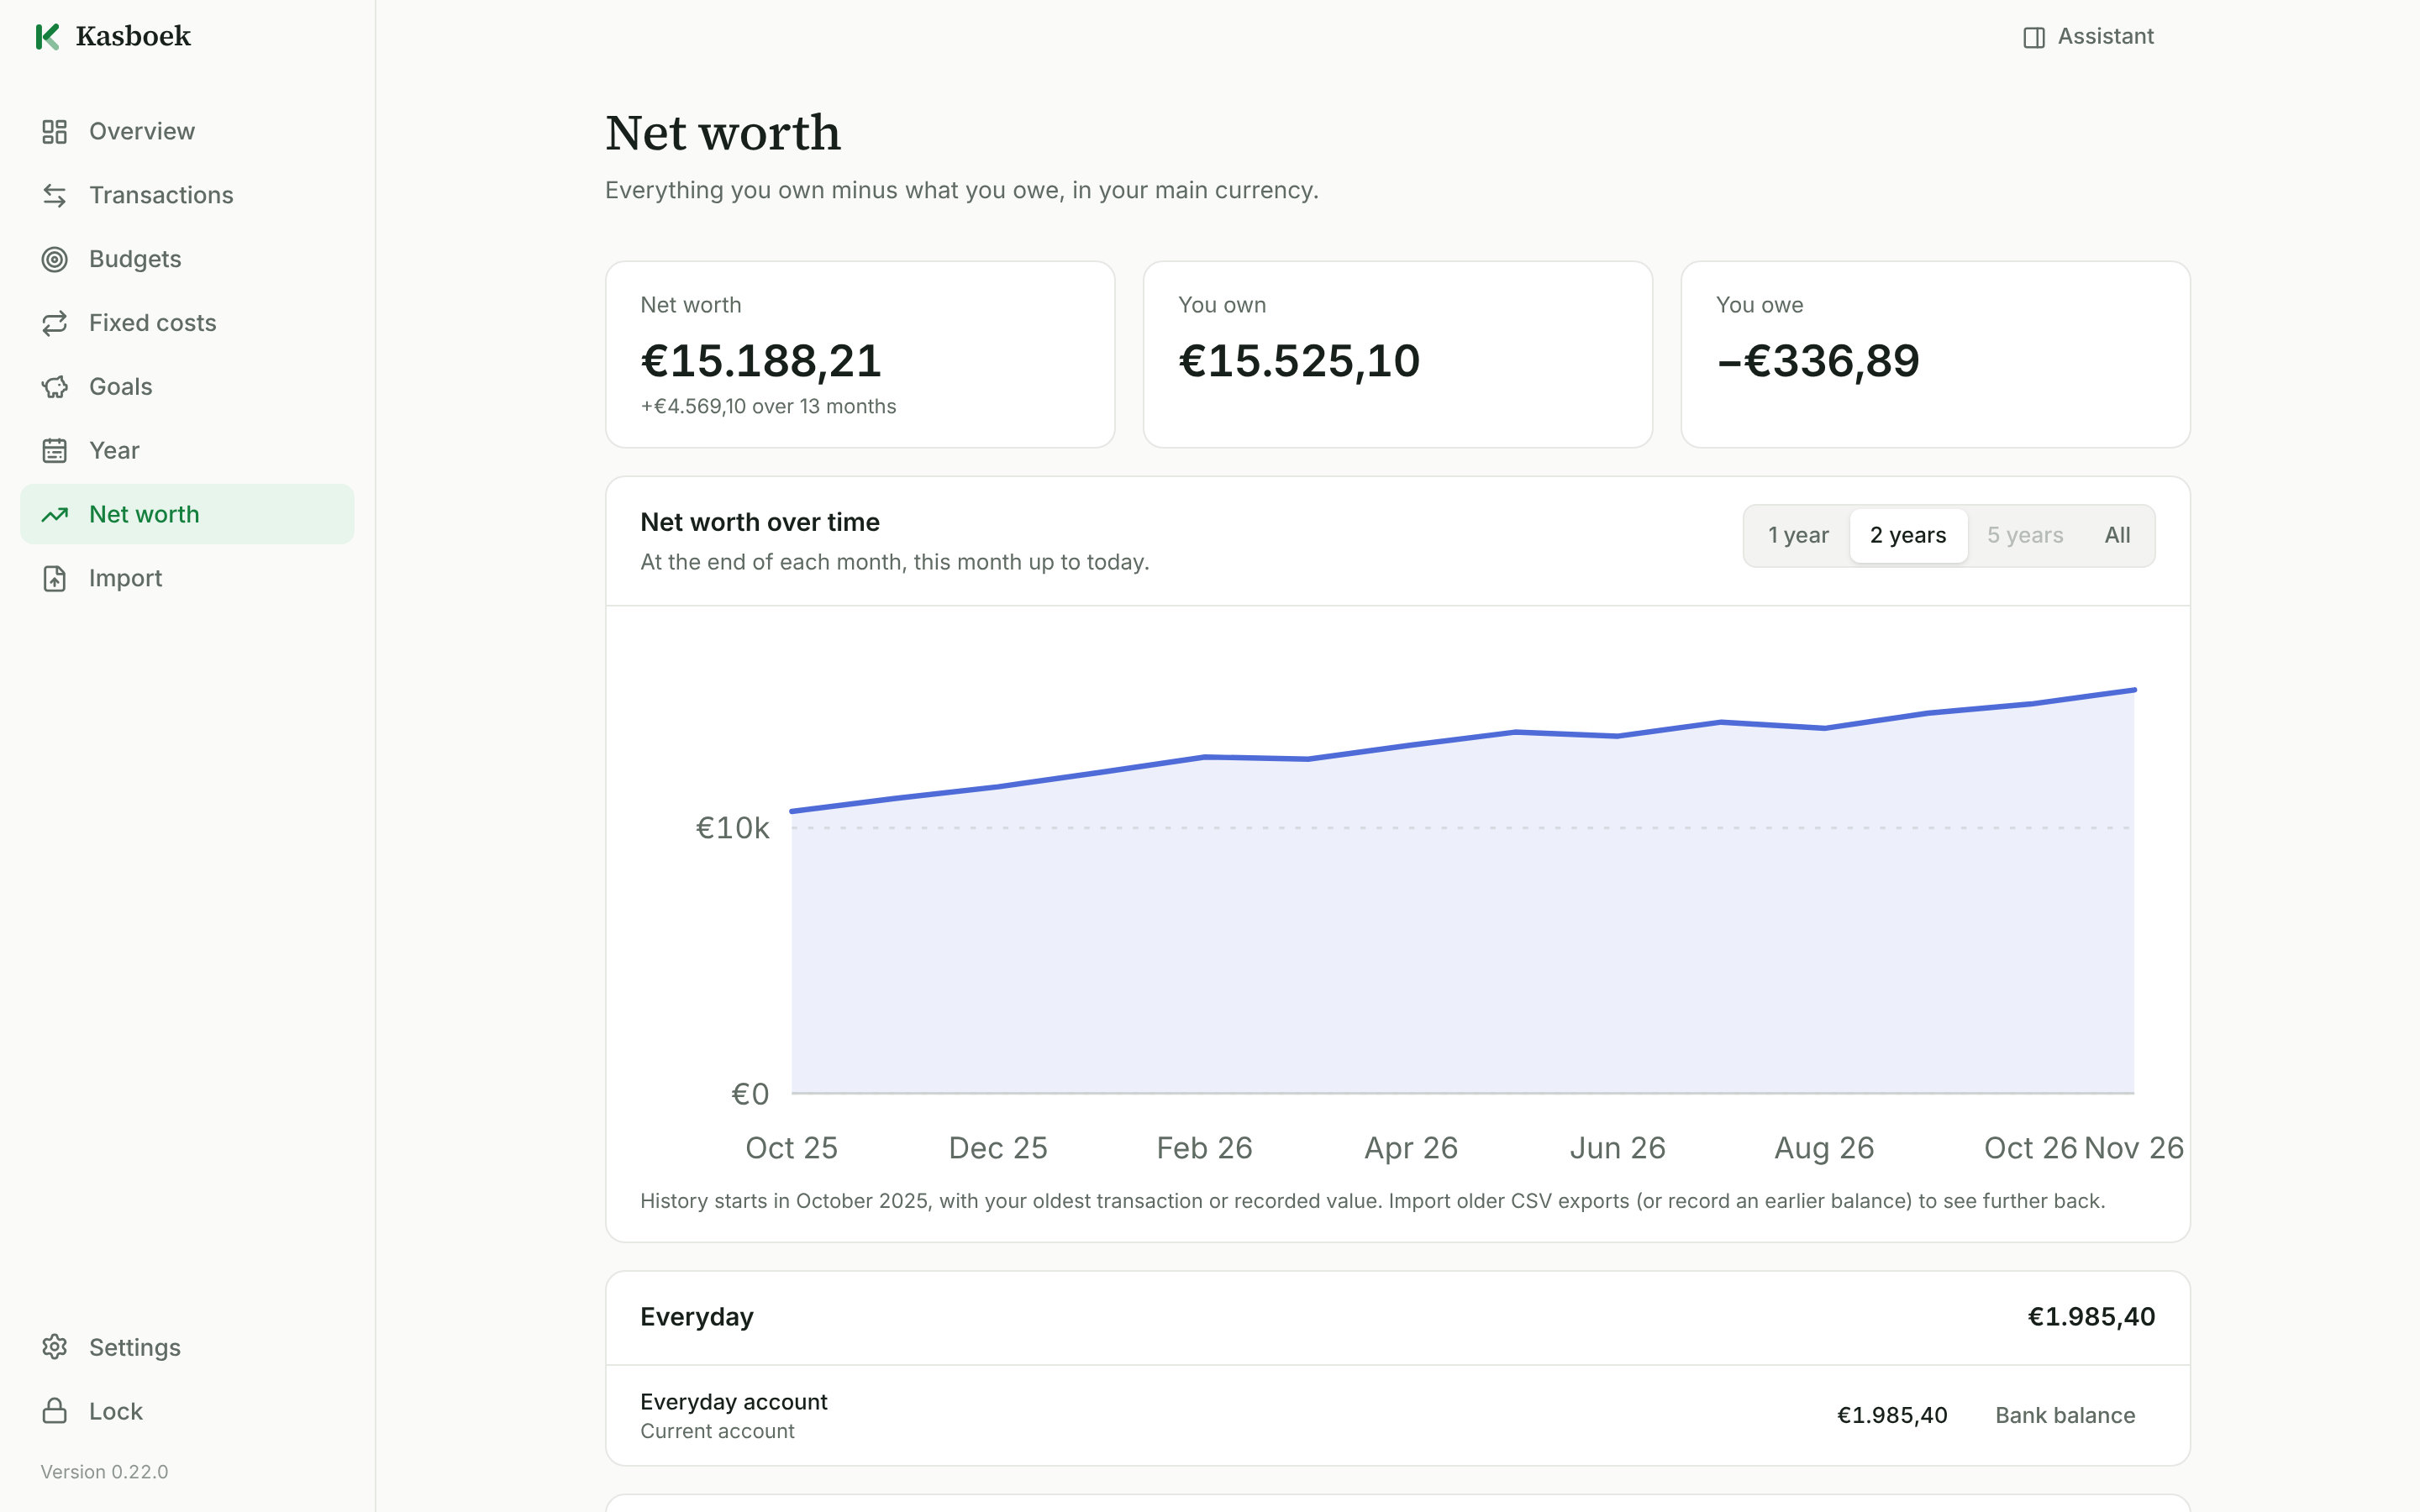 Kasboek
Assistant
Overview
Transactions
Budgets
Fixed costs
Goals
Year
Net worth
Import
Settings
Lock
Version 0.22.0
Net worth
Everything you own minus what you owe, in your main currency.
Net worth
€15.188,21
+€4.569,10 over 13 months
You own
€15.525,10
You owe
−€336,89
Net worth over time
At the end of each month, this month up to today.
1 year 2 years 5 years All
€10k
€0
Oct 25 Dec 25 Feb 26 Apr 26 Jun 26 Aug 26 Oct 26 Nov 26
History starts in October 2025, with your oldest transaction or recorded value. Import older CSV exports (or record an earlier balance) to see further back.
Everyday €1.985,40
Everyday account
Current account
€1.985,40 Bank balance